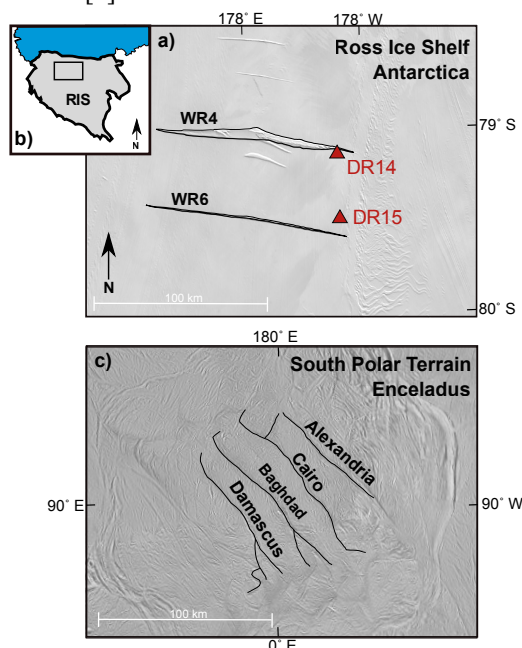 178° E
178° W
a)
Ross Ice Shelf
Antarctica
RIS
b)
N
WR4
79° S
DR14
WR6
DR15
N
100 km
80° S
180° E
c)
South Polar Terrain
Enceladus
Alexandria
Cairo
Baghdad
Damascus
90° E
90° W
100 km
0° E